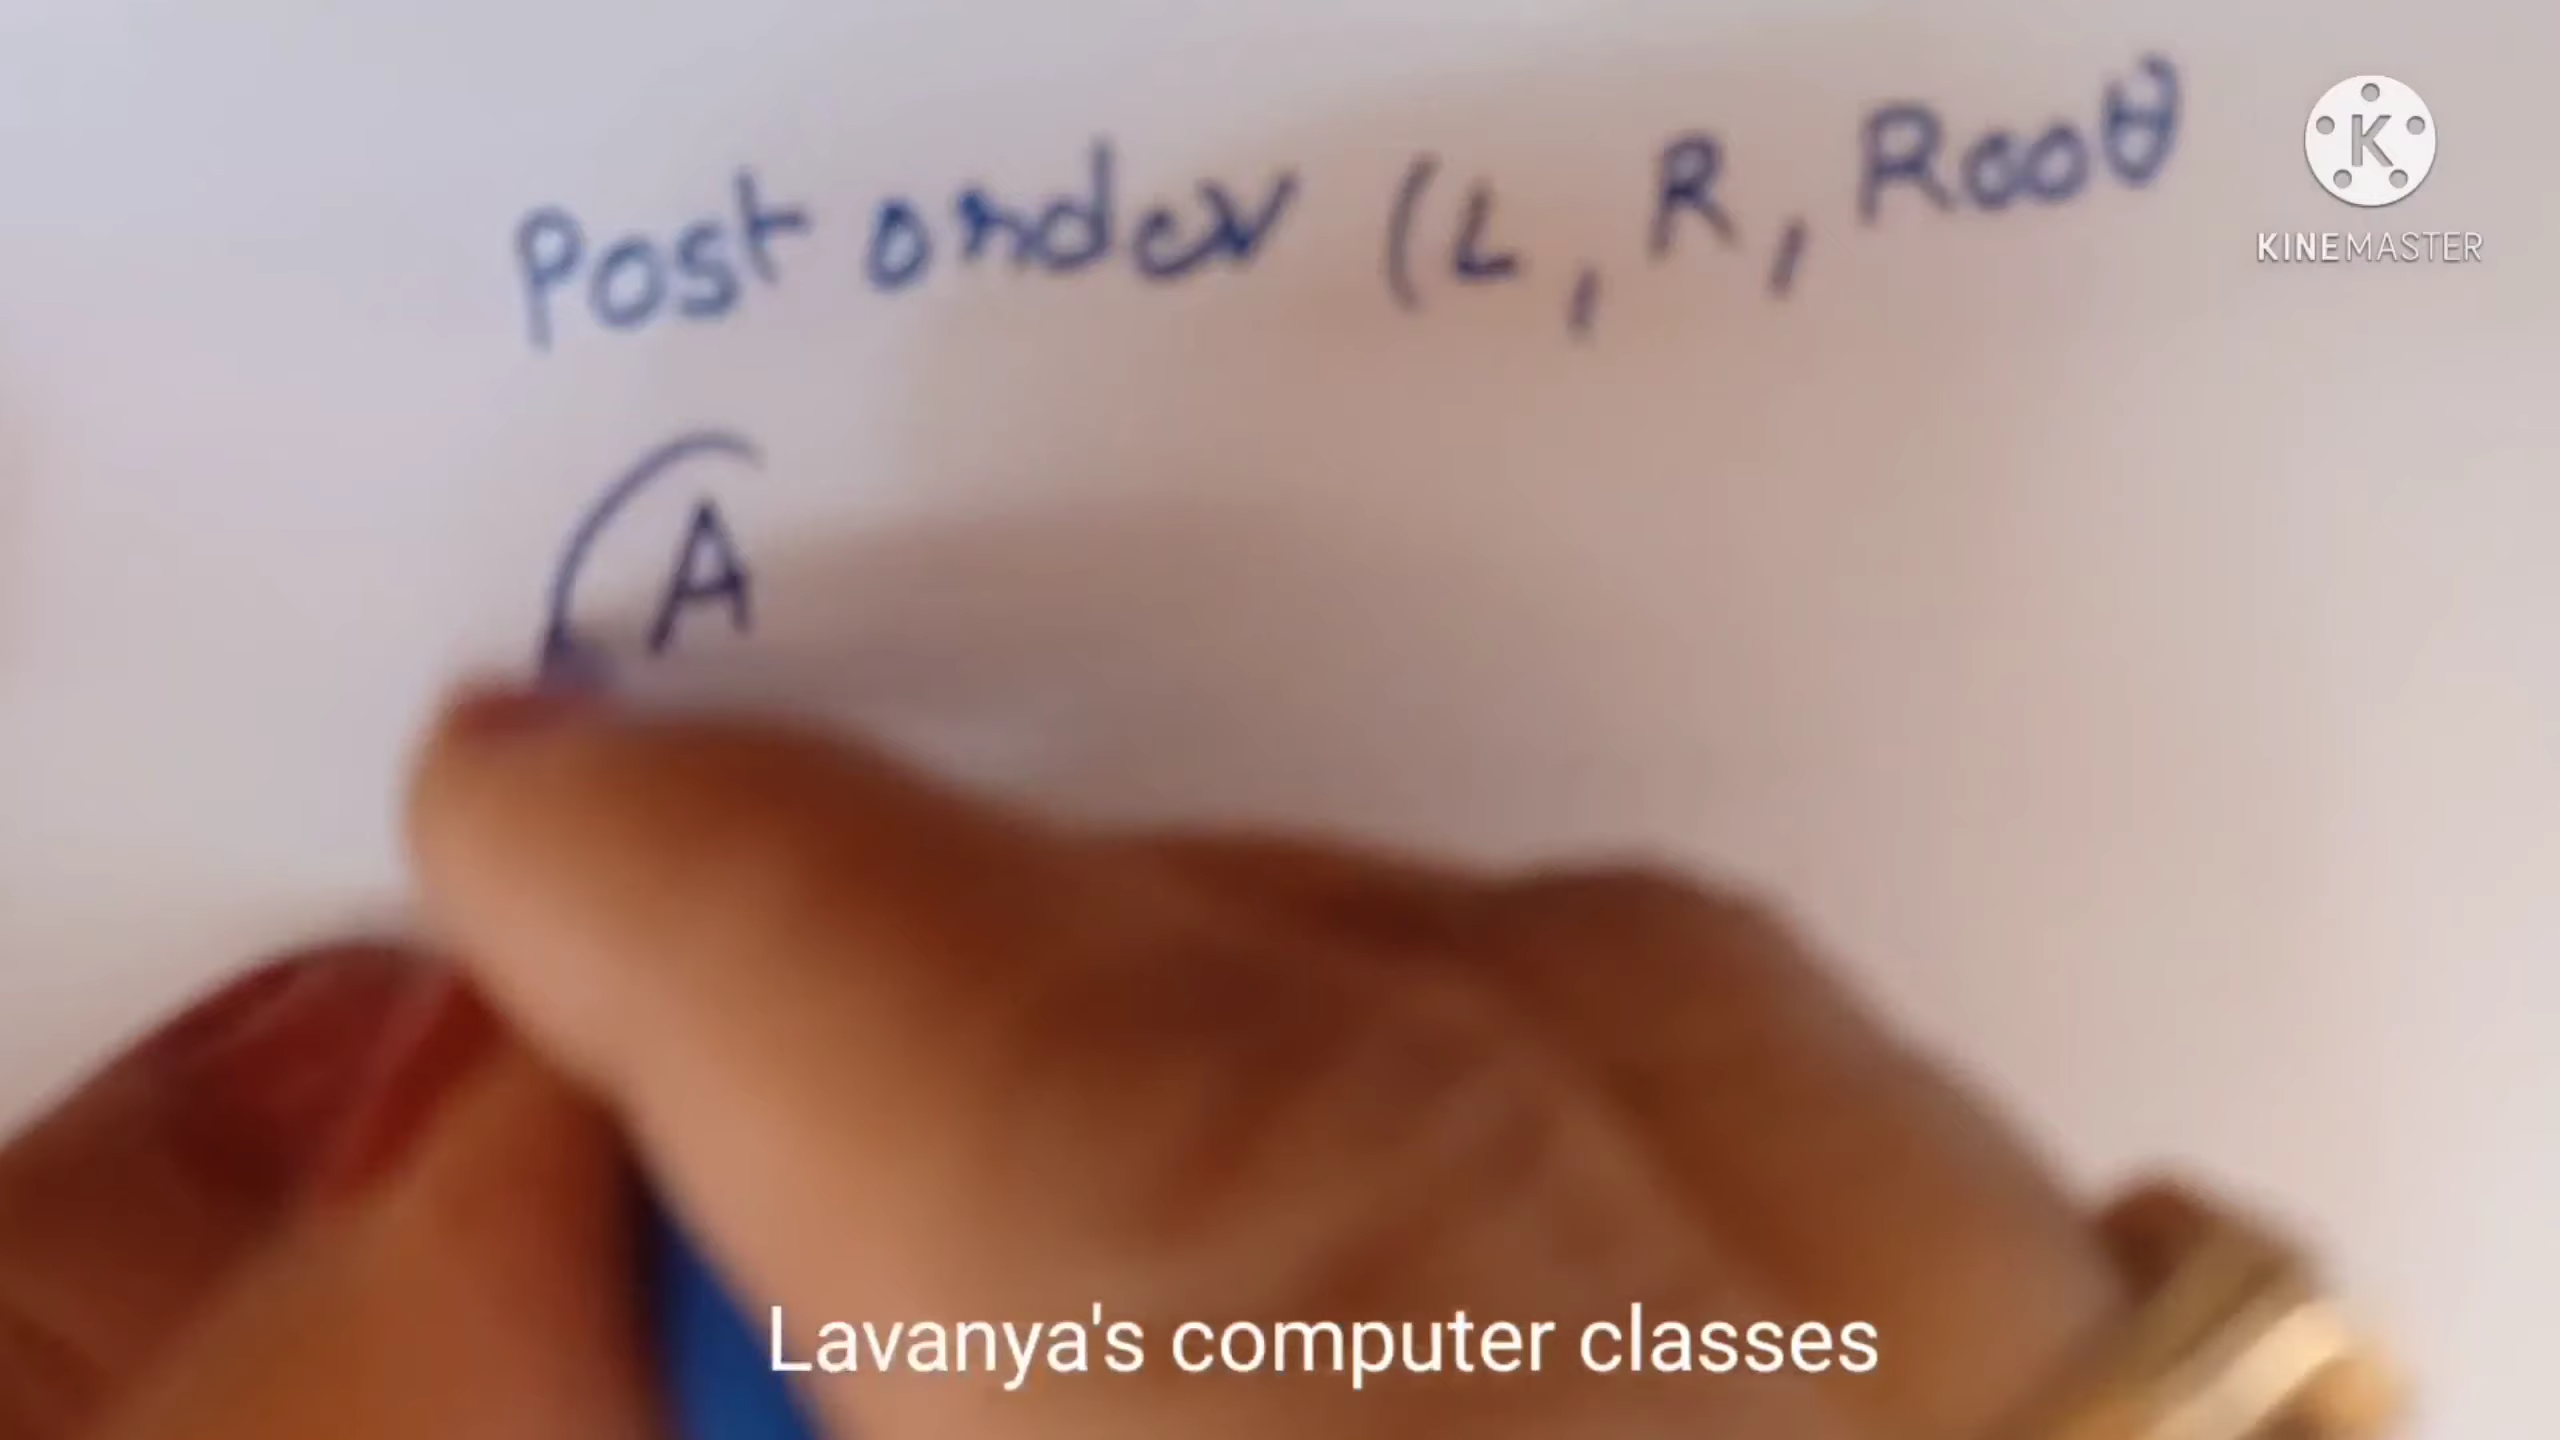 Post order (L, R, Root)
K
KINEMASTER
A
Lavanya's computer classes